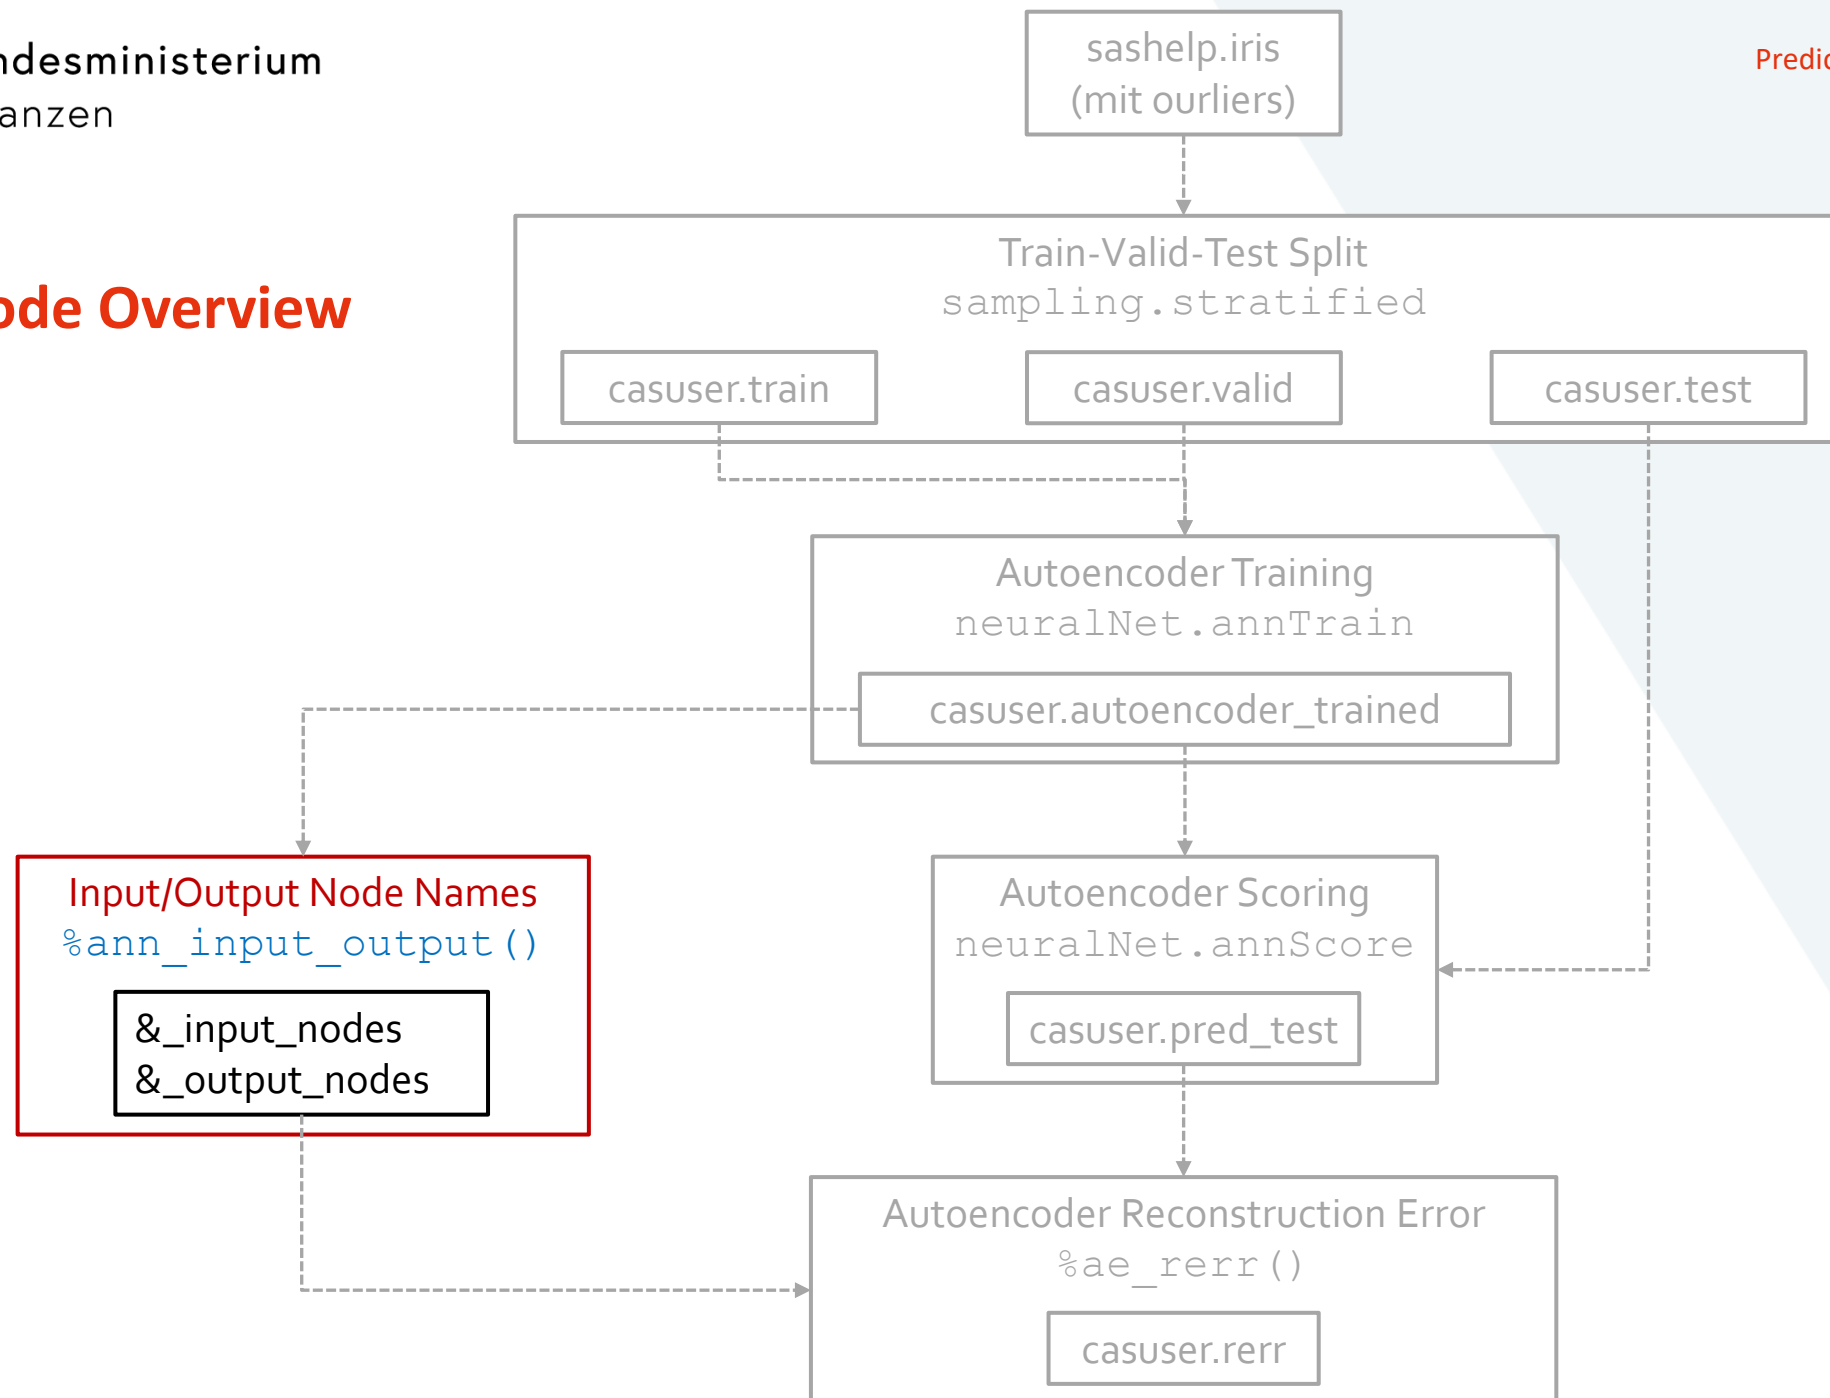 ndesministerium
anzen
Predic
ode Overview
sashelp.iris
(mit ourliers)
Train-Valid-Test Split
sampling.stratified
casuser.train
casuser.valid
casuser.test
Autoencoder Training
neuralNet.annTrain
casuser.autoencoder_trained
Input/Output Node Names
%ann_input_output()
&_input_nodes
&_output_nodes
Autoencoder Scoring
neuralNet.annScore
casuser.pred_test
Autoencoder Reconstruction Error
%ae_rerr()
casuser.rerr